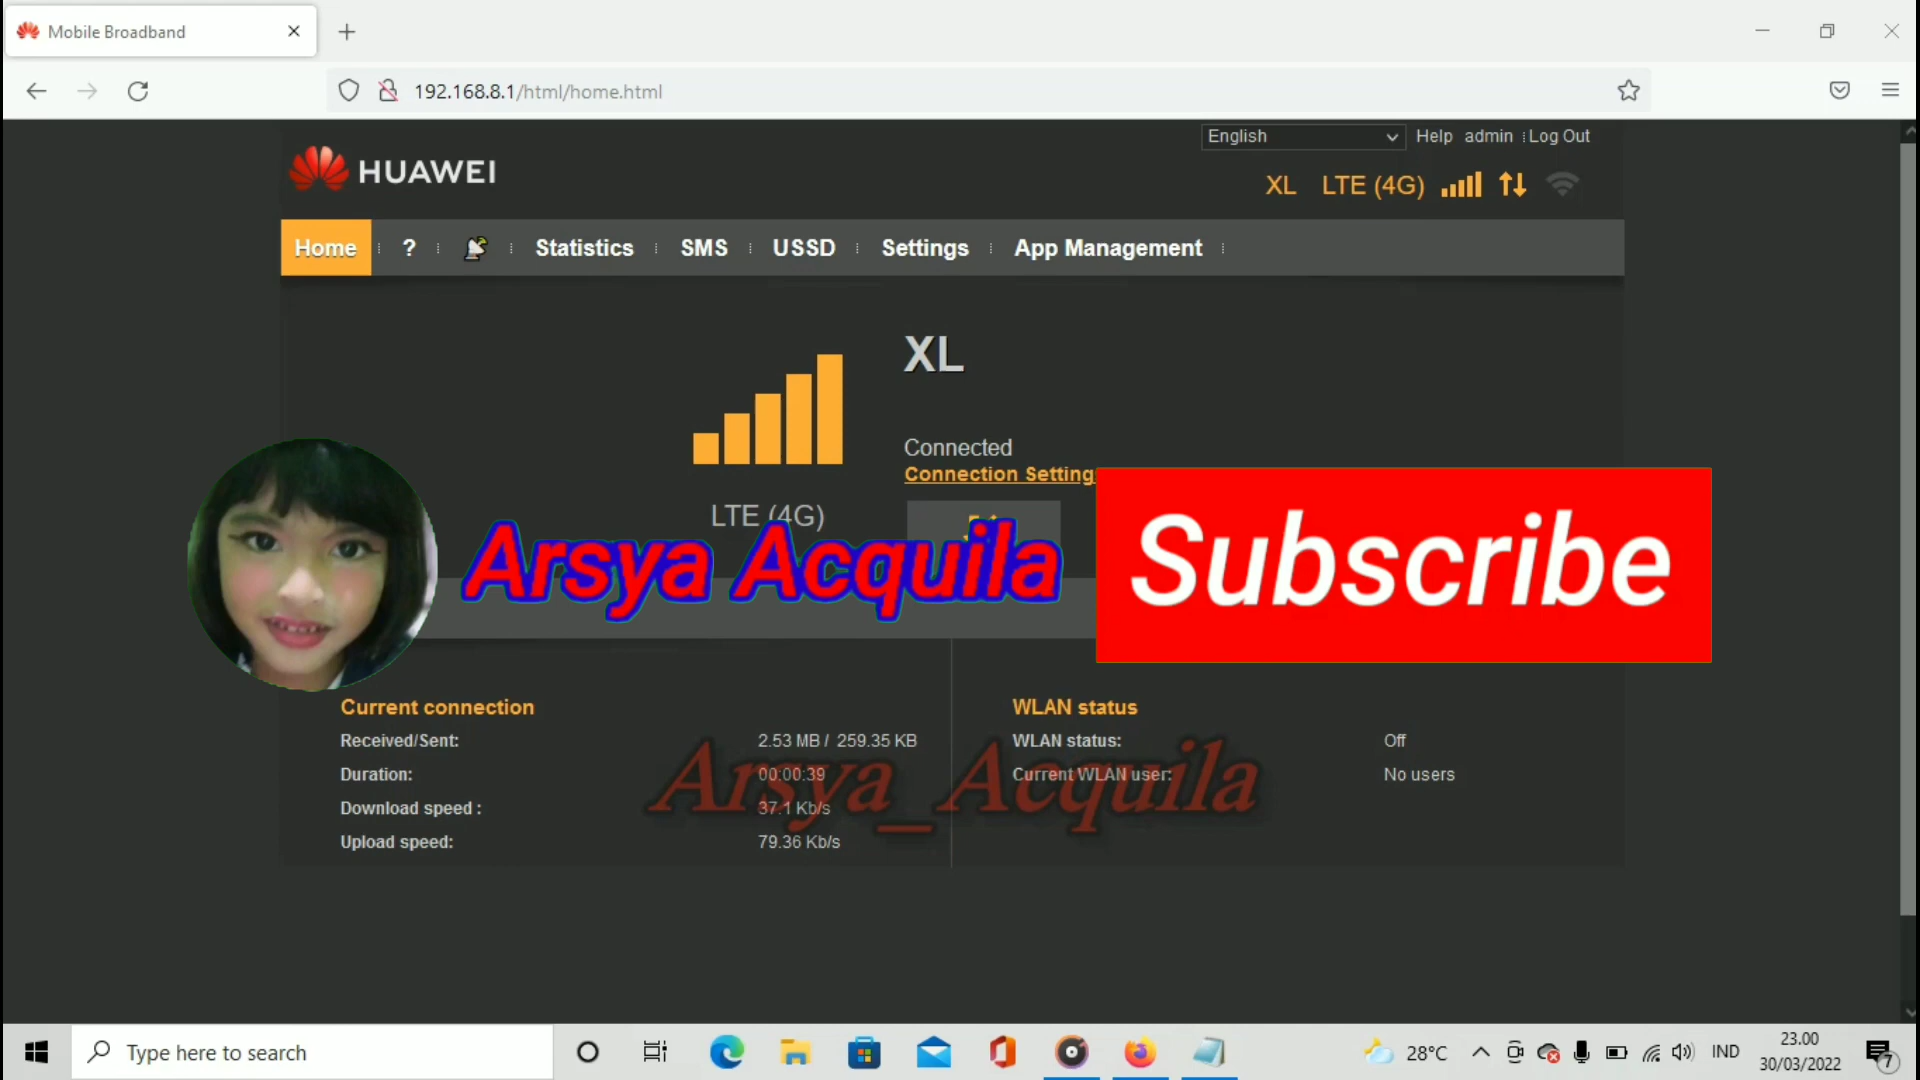 Mobile Broadband
192.168.8.1/html/home.html
English Help admin Log Out
HUAWEI
XL LTE (4G)
Home ? Statistics SMS USSD Settings App Management
XL
Connected
Connection Setting
LTE (4G)
Arsya Acquila
Subscribe
Current connection
Received/Sent: 2.53 MB / 259.35 KB
Duration: 00:00:39
Download speed : 37.1 Kb/s
Upload speed: 79.36 Kb/s
WLAN status
WLAN status: Off
Current WLAN user: No users
Arsya_Acquila
Type here to search
28°C
IND
23.00
30/03/2022
7